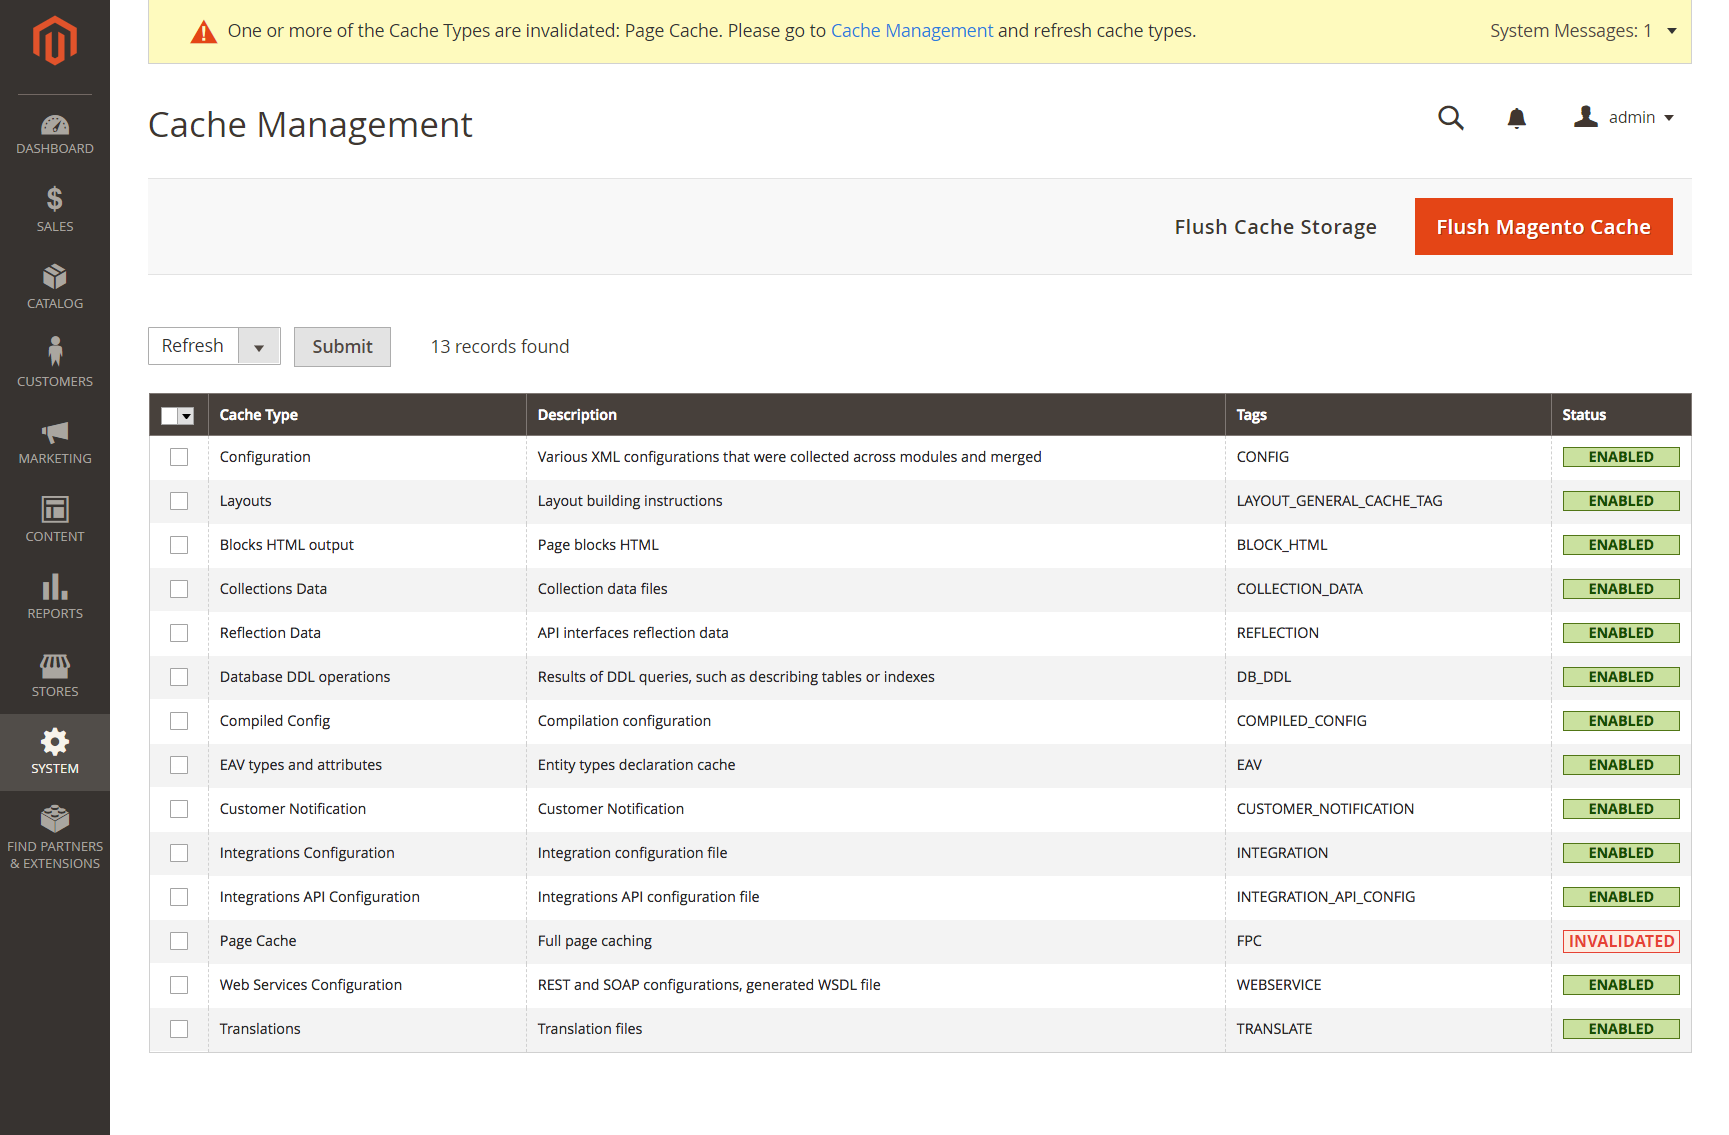 One or more of the Cache Types are invalidated: Page Cache. Please go to Cache Management and refresh cache types.
System Messages: 1
Cache Management
admin
DASHBOARD
SALES
CATALOG
CUSTOMERS
MARKETING
CONTENT
REPORTS
STORES
SYSTEM
FIND PARTNERS
& EXTENSIONS
Flush Cache Storage
Flush Magento Cache
Refresh
Submit
13 records found
Cache Type Description Tags Status
Configuration Various XML configurations that were collected across modules and merged CONFIG ENABLED
Layouts Layout building instructions LAYOUT_GENERAL_CACHE_TAG ENABLED
Blocks HTML output Page blocks HTML BLOCK_HTML ENABLED
Collections Data Collection data files COLLECTION_DATA ENABLED
Reflection Data API interfaces reflection data REFLECTION ENABLED
Database DDL operations Results of DDL queries, such as describing tables or indexes DB_DDL ENABLED
Compiled Config Compilation configuration COMPILED_CONFIG ENABLED
EAV types and attributes Entity types declaration cache EAV ENABLED
Customer Notification Customer Notification CUSTOMER_NOTIFICATION ENABLED
Integrations Configuration Integration configuration file INTEGRATION ENABLED
Integrations API Configuration Integrations API configuration file INTEGRATION_API_CONFIG ENABLED
Page Cache Full page caching FPC INVALIDATED
Web Services Configuration REST and SOAP configurations, generated WSDL file WEBSERVICE ENABLED
Translations Translation files TRANSLATE ENABLED